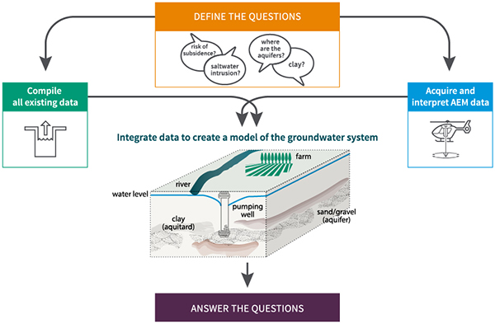 DEFINE THE QUESTIONS
risk of
subsidence?
saltwater
intrusion?
where
are the
aquifers?
clay?
Compile
all existing data
Acquire and
interpret AEM data
Integrate data to create a model of the groundwater system
farm
river
water level
pumping
well
clay
(aquitard)
sand/gravel
(aquifer)
ANSWER THE QUESTIONS